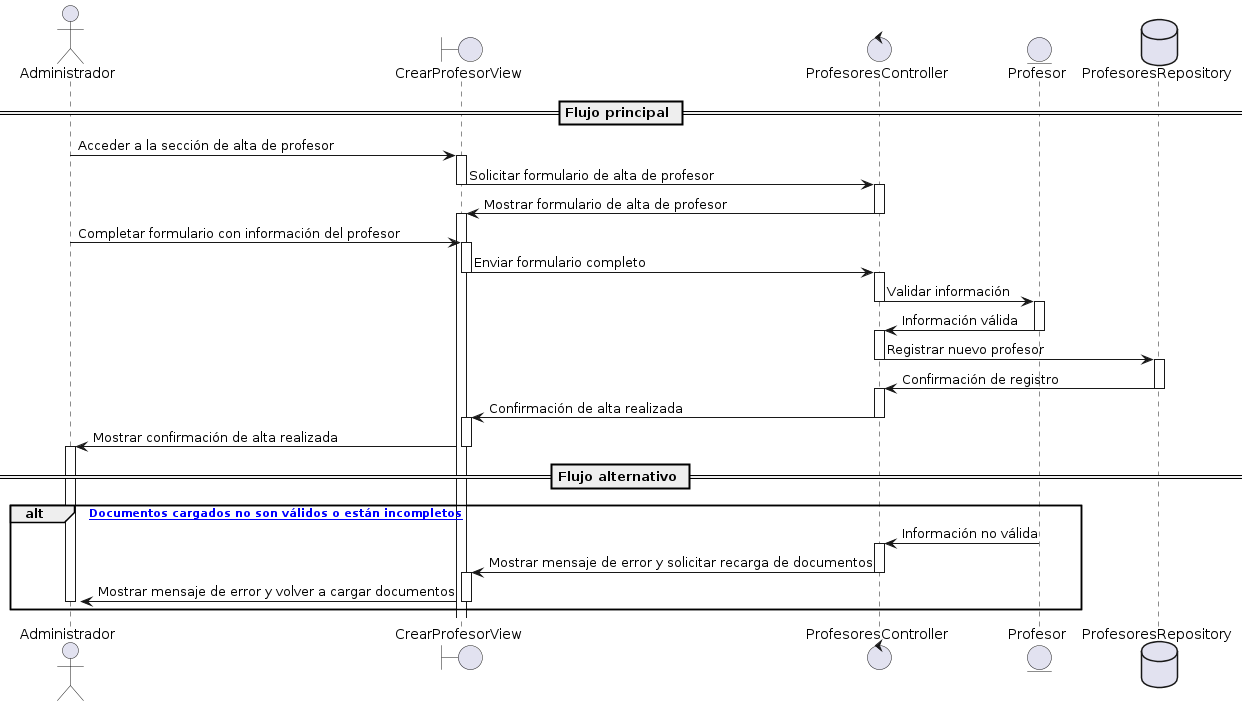 Administrador
CrearProfesorView
ProfesoresController
Profesor
ProfesoresRepository
Flujo principal
Acceder a la sección de alta de profesor
Solicitar formulario de alta de profesor
Mostrar formulario de alta de profesor
Completar formulario con información del profesor
Enviar formulario completo
Validar información
Información válida
Registrar nuevo profesor
Confirmación de registro
Confirmación de alta realizada
Mostrar confirmación de alta realizada
Flujo alternativo
alt
Documentos cargados no son válidos o están incompletos
Información no válida
Mostrar mensaje de error y solicitar recarga de documentos
Mostrar mensaje de error y volver a cargar documentos
Administrador
CrearProfesorView
ProfesoresController
Profesor
ProfesoresRepository